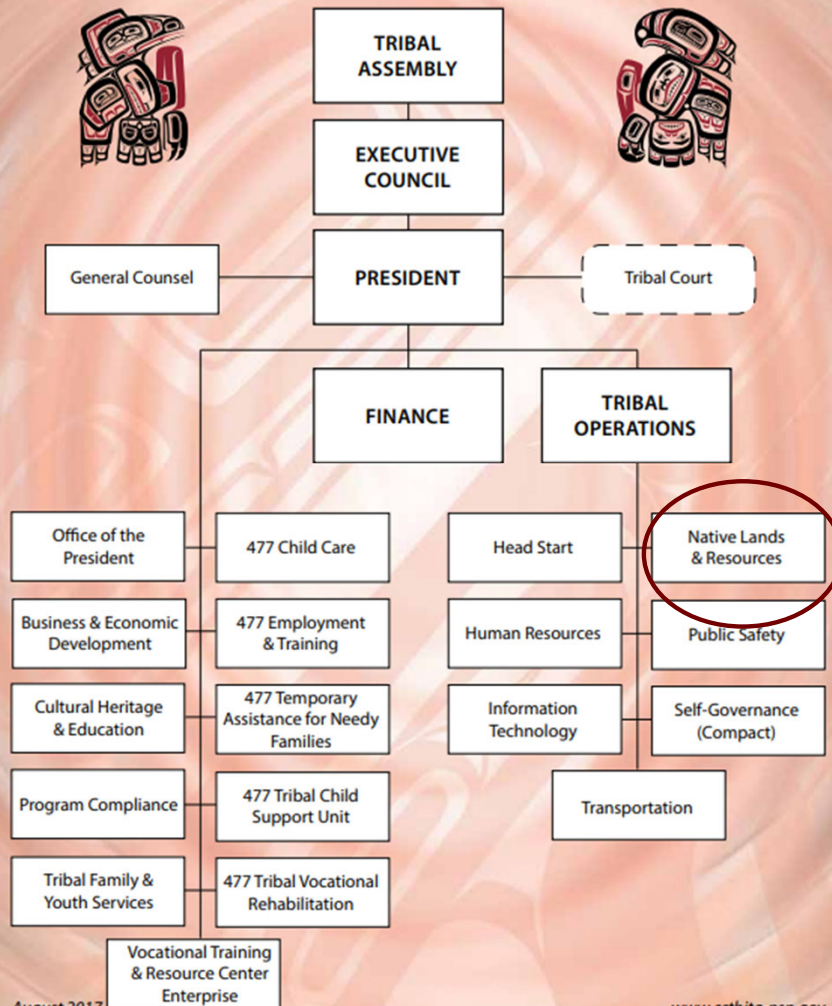 TRIBAL
ASSEMBLY
EXECUTIVE
COUNCIL
General Counsel
PRESIDENT
Tribal Court
FINANCE
TRIBAL
OPERATIONS
Office of the
President
477 Child Care
Head Start
Native Lands
& Resources
Business & Economic
Development
477 Employment
& Training
Human Resources
Public Safety
Cultural Heritage
& Education
477 Temporary
Assistance for Needy
Families
Information
Technology
Self-Governance
(Compact)
Program Compliance
477 Tribal Child
Support Unit
Transportation
Tribal Family &
Youth Services
477 Tribal Vocational
Rehabilitation
Vocational Training
& Resource Center
Enterprise
August 2017